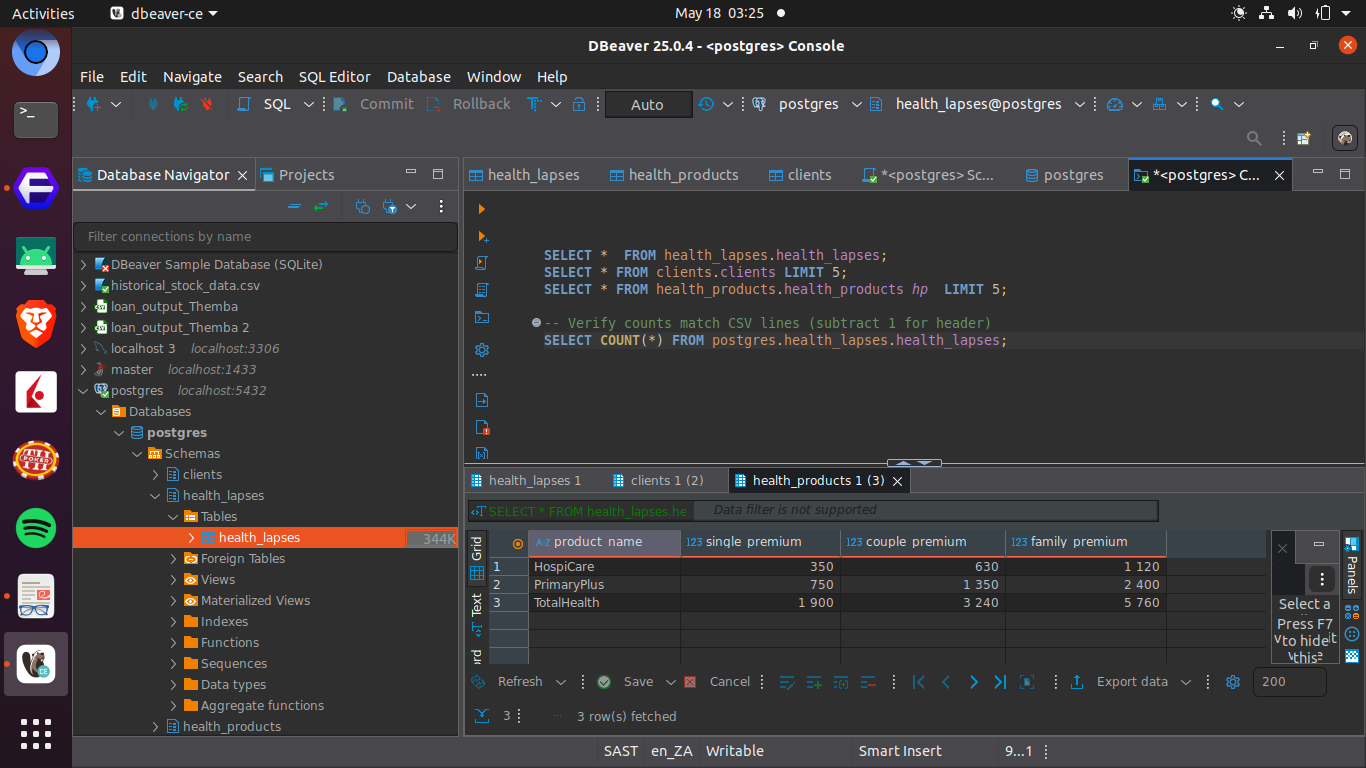 Activities
dbeaver-ce
May 18 03:25
DBeaver 25.0.4 - <postgres> Console
File Edit Navigate Search SQL Editor Database Window Help
SQL Commit Rollback Auto postgres health_lapses@postgres
Database Navigator Projects
Filter connections by name
DBeaver Sample Database (SQLite)
historical_stock_data.csv
loan_output_Themba
loan_output_Themba 2
localhost 3 localhost:3306
master localhost:1433
postgres localhost:5432
Databases
postgres
Schemas
clients
health_lapses
Tables
health_lapses 344K
Foreign Tables
Views
Materialized Views
Indexes
Functions
Sequences
Data types
Aggregate functions
health_products
health_lapses health_products clients *<postgres> Sc... postgres *<postgres> C...
SELECT * FROM health_lapses.health_lapses;
SELECT * FROM clients.clients LIMIT 5;
SELECT * FROM health_products.health_products hp LIMIT 5;
-- Verify counts match CSV lines (subtract 1 for header)
SELECT COUNT(*) FROM postgres.health_lapses.health_lapses;
health_lapses 1 clients 1 (2) health_products 1 (3)
SELECT * FROM health_lapses.he Data filter is not supported
Grid
Text
product_name single_premium couple_premium family_premium
1 HospiCare 350 630 1 120
2 PrimaryPlus 750 1 350 2 400
3 TotalHealth 1 900 3 240 5 760
Panels
Select a
Press F7
to hide
this
Refresh Save Cancel Export data 200
3 3 row(s) fetched
SAST en_ZA Writable Smart Insert 9...1